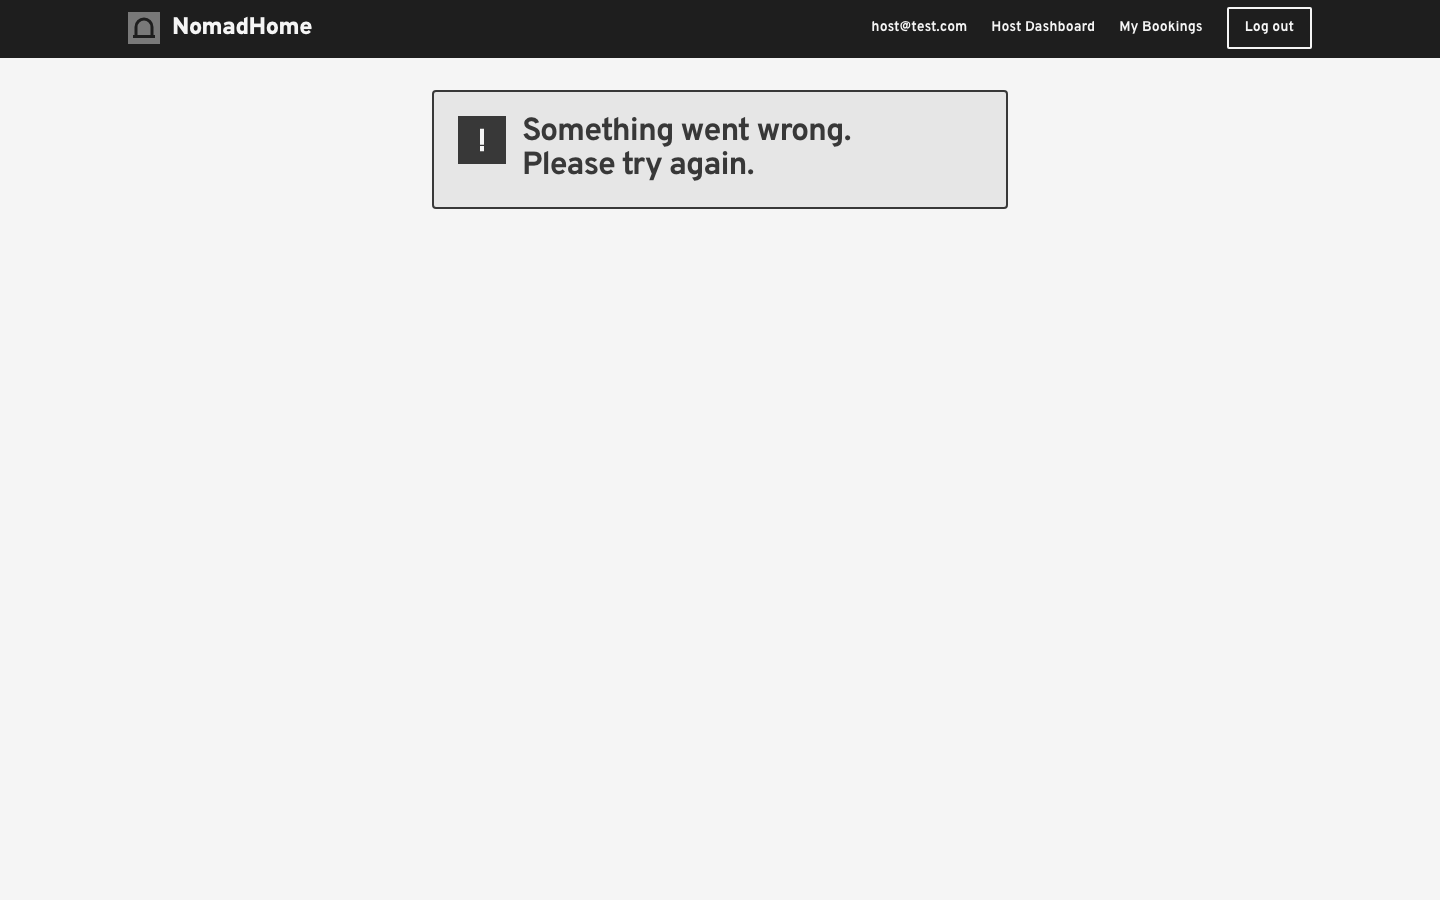 NomadHome
host@test.com
Host Dashboard
My Bookings
Log out
!
Something went wrong.
Please try again.